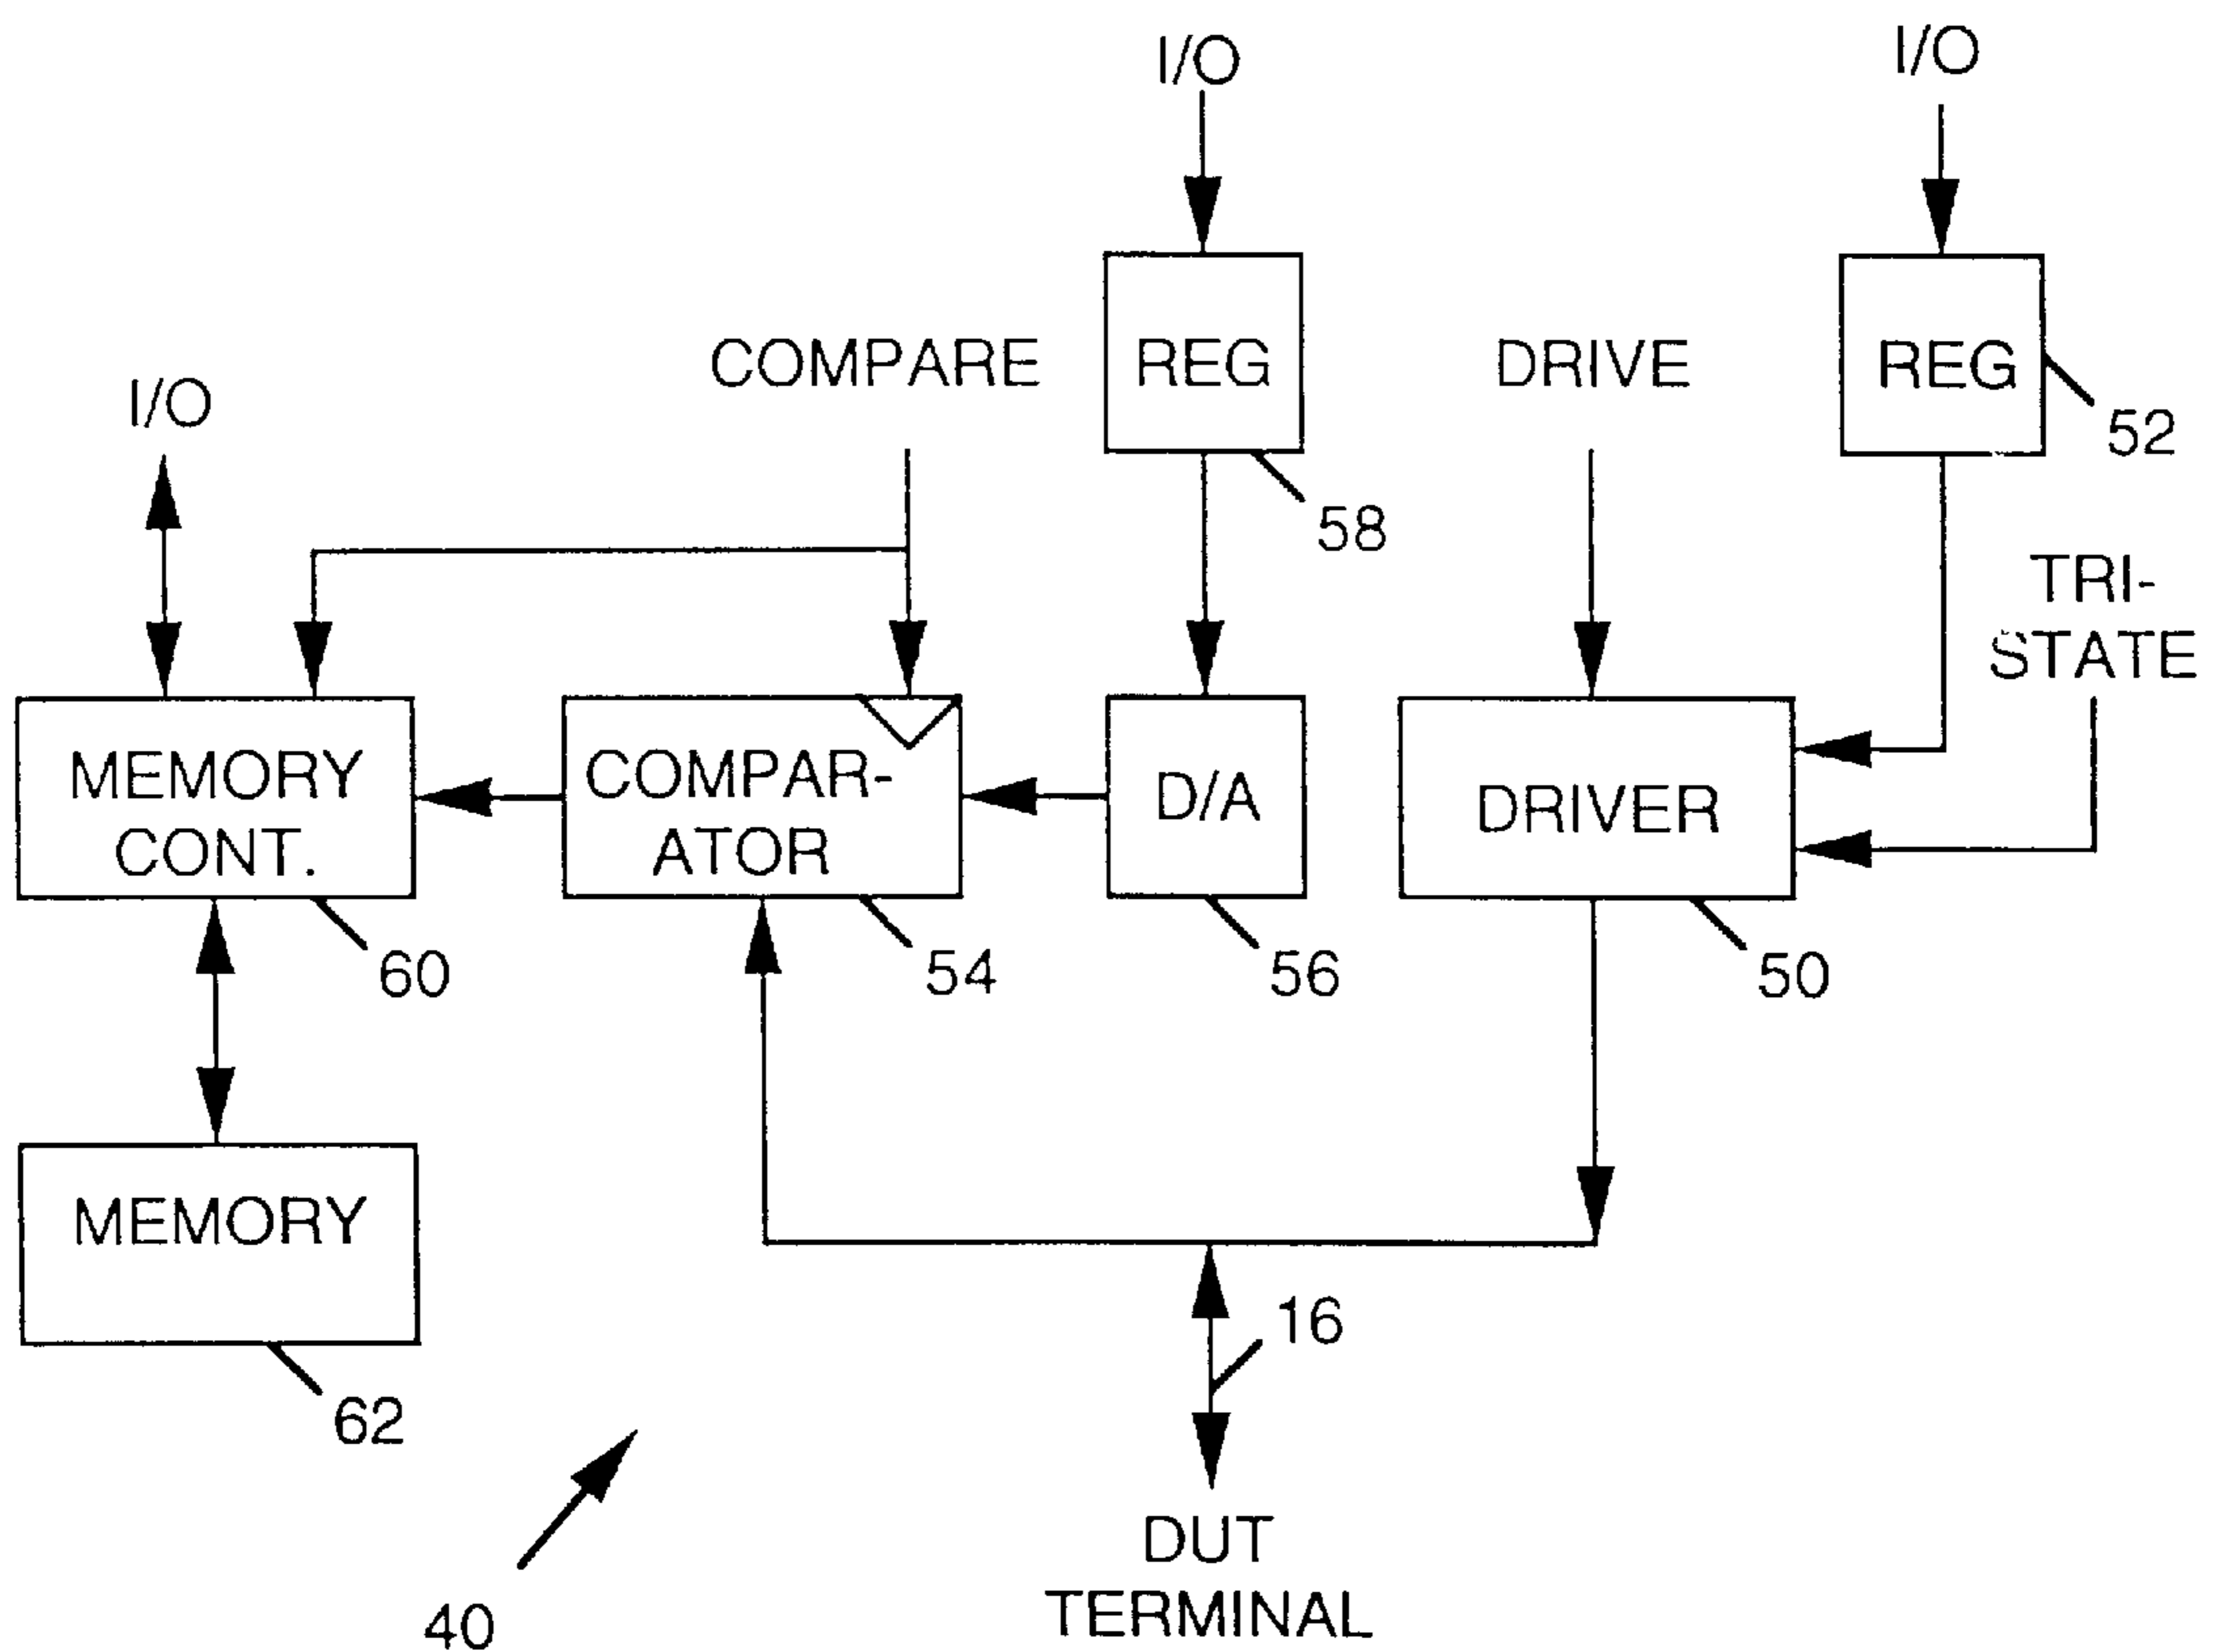 I/O
I/O
COMPARE
REG
DRIVE
REG
I/O
52
58
TRI-
STATE
MEMORY
CONT.
COMPAR-
ATOR
D/A
DRIVER
60
54
56
50
MEMORY
16
62
DUT
TERMINAL
40